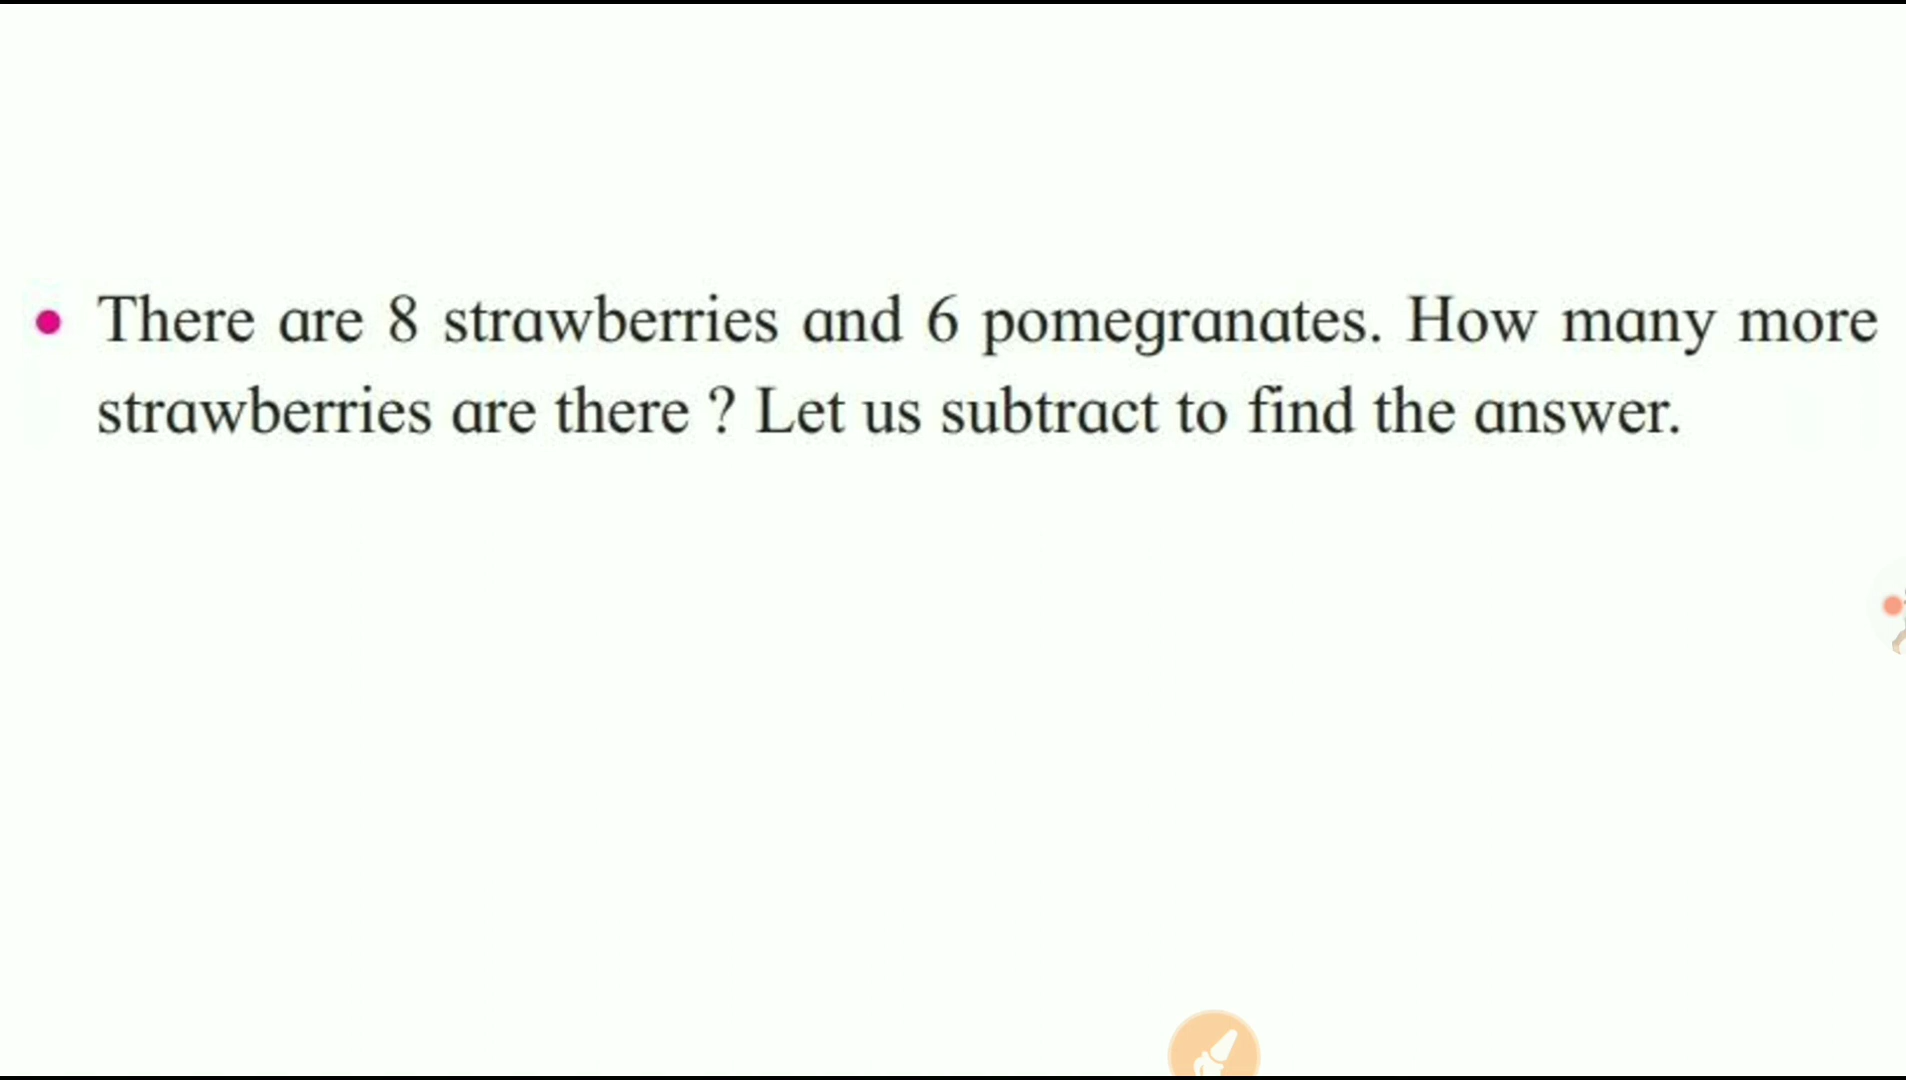 • There are 8 strawberries and 6 pomegranates. How many more
strawberries are there ? Let us subtract to find the answer.